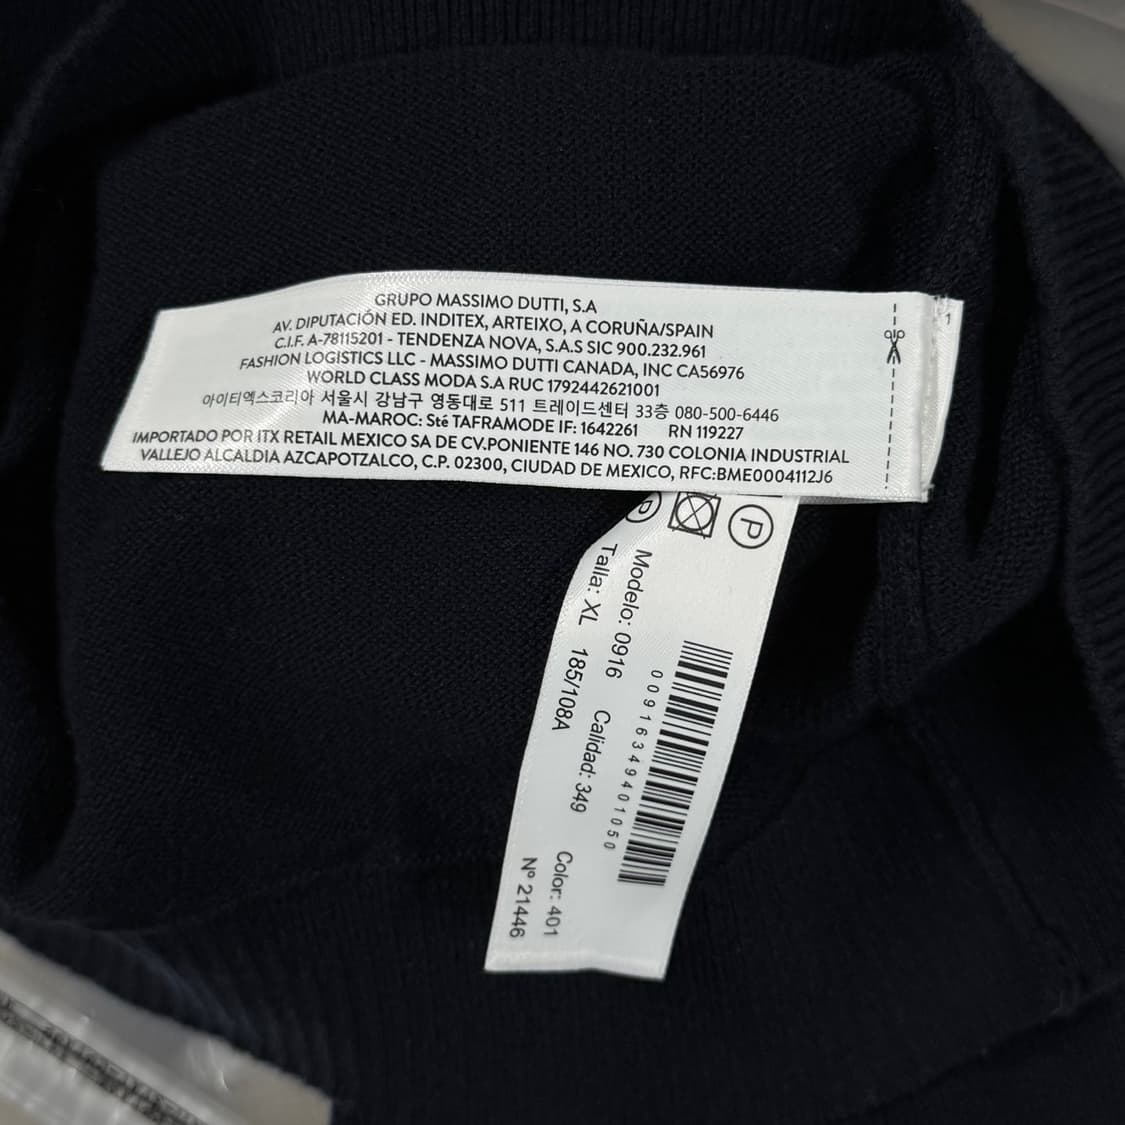 GRUPO MASSIMO DUTTI, S.A
AV. DIPUTACIÓN ED. INDITEX, ARTEIXO, A CORUÑA/SPAIN
C.I.F. A-78115201 - TENDENZA NOVA, S.A.S SIC 900.232.961
FASHION LOGISTICS LLC - MASSIMO DUTTI CANADA, INC CA56976
WORLD CLASS MODA S.A RUC 1792442621001
아이티엑스코리아 서울시 강남구 영동대로 511 트레이드센터 33층 080-500-6446
MA-MAROC: Sté TAFRAMODE IF: 1642261 RN 119227
IMPORTADO POR ITX RETAIL MEXICO SA DE CV.PONIENTE 146 NO. 730 COLONIA INDUSTRIAL
VALLEJO ALCALDIA AZCAPOTZALCO, C.P. 02300, CIUDAD DE MEXICO, RFC:BME0004112J6
1
P
P
00916349401050
Modelo: 0916 Calidad: 349 Color: 401
Talla: XL 185/108A Nº 21446